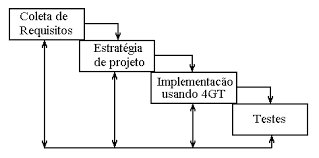 Coleta de
Requisitos
Estratégia
de projeto
Implementação
usando 4GT
Testes